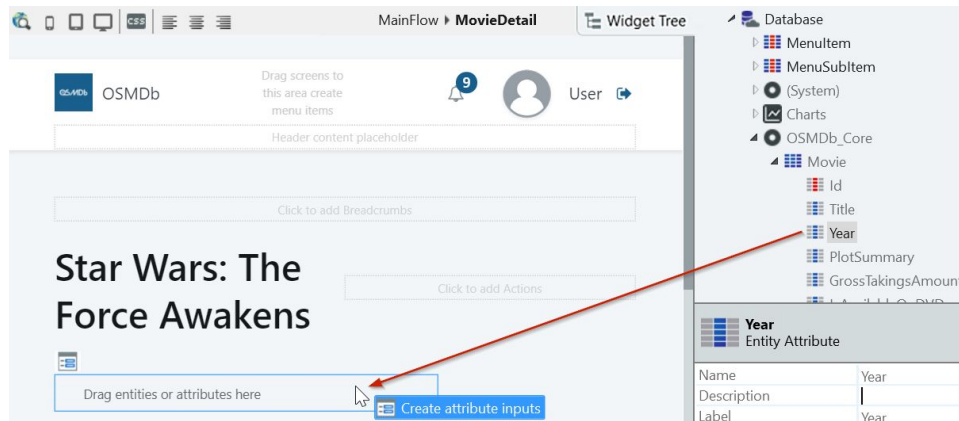 css
MainFlow MovieDetail
Widget Tree
OSMDb
OSMDb
Drag screens to
this area create
menu items
9
User
Header content placeholder
Click to add Breadcrumbs
Star Wars: The
Force Awakens
Click to add Actions
Drag entities or attributes here
Create attribute inputs
Database
MenuItem
MenuSubItem
(System)
Charts
OSMDb_Core
Movie
Id
Title
Year
PlotSummary
GrossTakingsAmount
Year
Entity Attribute
Name Year
Description
Label Year